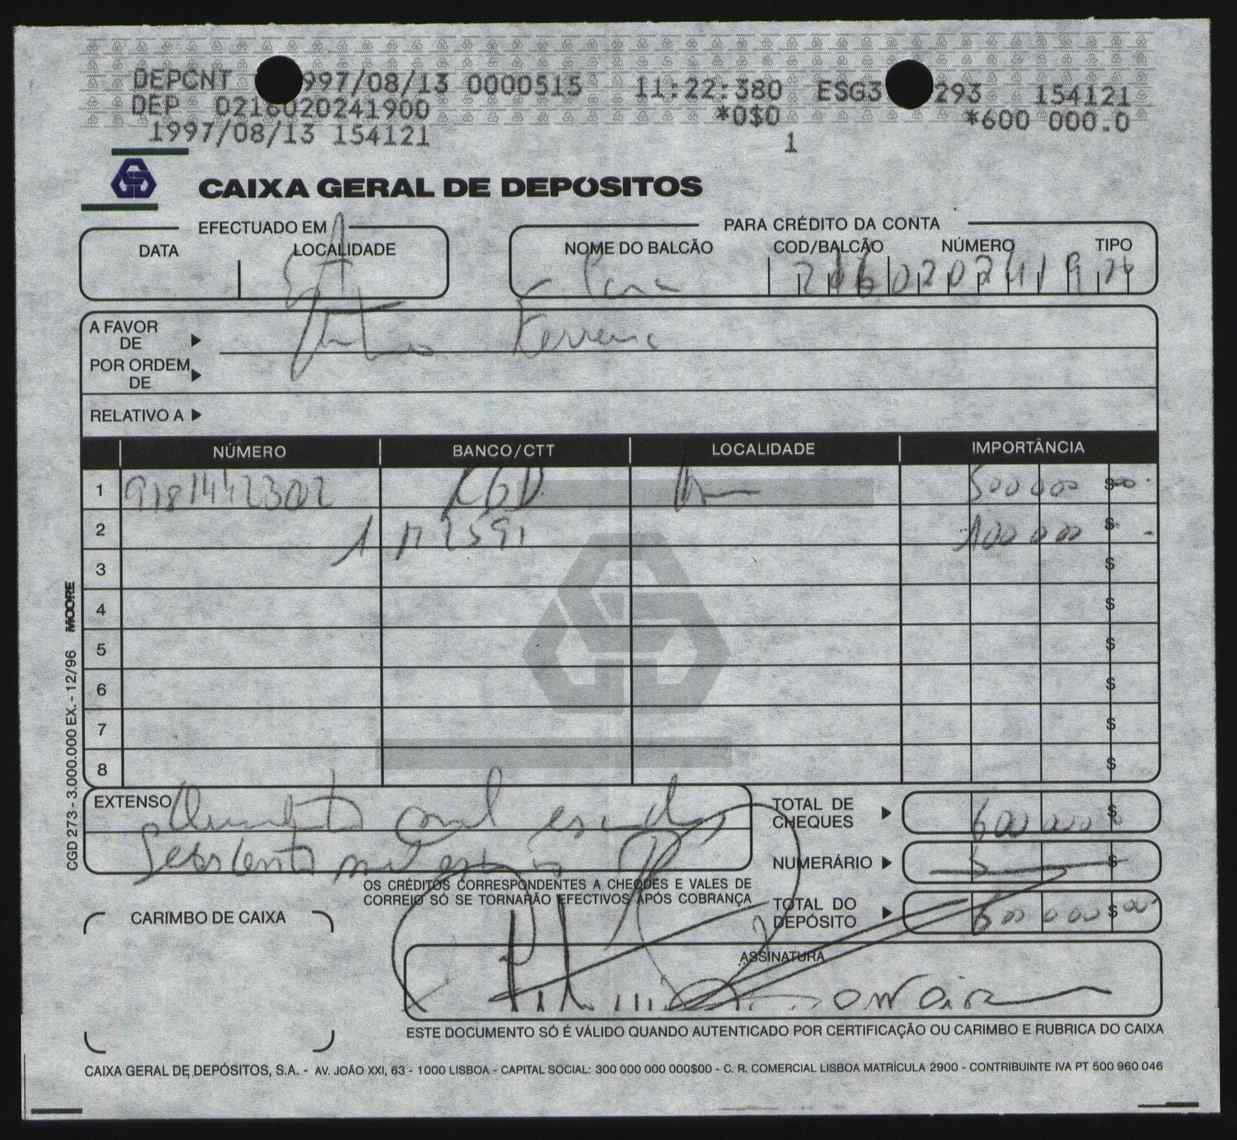 DEPCNT 997/08/13 0000515 11:22:380 ESG3 293 154121
DEP 0216020241900 *0$0 *600 000.0
1997/08/13 154121 1
CAIXA GERAL DE DEPÓSITOS
EFECTUADO EM
DATA LOCALIDADE
PARA CRÉDITO DA CONTA
NOME DO BALCÃO COD/BALCÃO NÚMERO TIPO
A FAVOR DE
Ferreira
POR ORDEM DE
RELATIVO A
NÚMERO BANCO/CTT LOCALIDADE IMPORTÂNCIA
1 9181442302 CGD 500 000 $00
2 100 000 $
3 $
4 $
5 $
6 $
7 $
8 $
CGD 273 - 3.000.000 EX. - 12/96 MOORE
EXTENSO mil escudos
Seiscentos mil
TOTAL DE CHEQUES 600 000 $
NUMERÁRIO $
TOTAL DO DEPÓSITO 600 000 $00
OS CRÉDITOS CORRESPONDENTES A CHEQUES E VALES DE
CORREIO SÓ SE TORNARÃO EFECTIVOS APÓS COBRANÇA
CARIMBO DE CAIXA
ASSINATURA
ESTE DOCUMENTO SÓ É VÁLIDO QUANDO AUTENTICADO POR CERTIFICAÇÃO OU CARIMBO E RUBRICA DO CAIXA
CAIXA GERAL DE DEPÓSITOS, S.A. - AV. JOÃO XXI, 63 - 1000 LISBOA - CAPITAL SOCIAL: 300 000 000 000$00 - C. R. COMERCIAL LISBOA MATRÍCULA 2900 - CONTRIBUINTE IVA PT 500 960 046